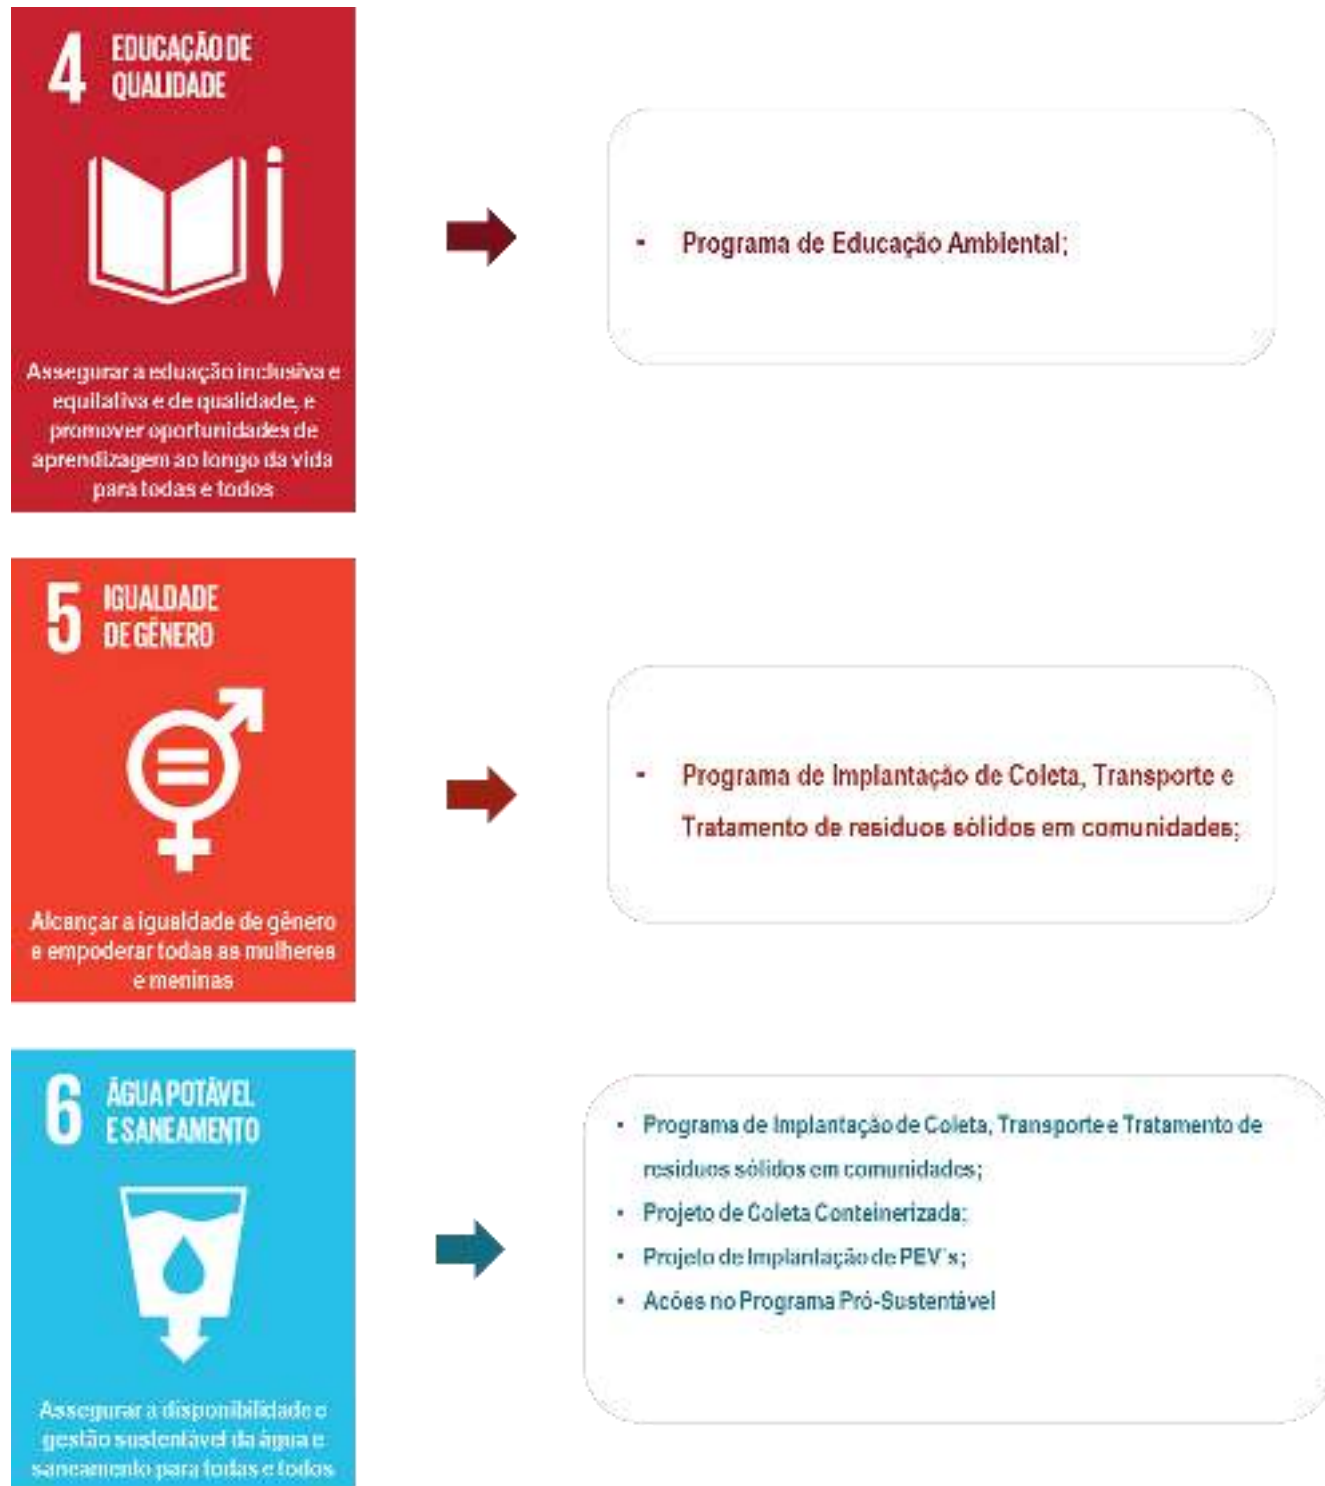 4 EDUCAÇÃO DE
QUALIDADE
Assegurar a eduação inclusiva e
equitativa e de qualidade, e
promover oportunidades de
aprendizagem ao longo da vida
para todas e todos
- Programa de Educação Ambiental;
5 IGUALDADE
DE GÊNERO
Alcançar a igualdade de gênero
e empoderar todas as mulheres
e meninas
- Programa de Implantação de Coleta, Transporte e
Tratamento de resíduos sólidos em comunidades;
6 ÁGUA POTÁVEL
E SANEAMENTO
Assegurar a disponibilidade e
gestão sustentável da água e
saneamento para todas e todos
• Programa de Implantação de Coleta, Transporte e Tratamento de
resíduos sólidos em comunidades;
• Projeto de Coleta Conteinerizada;
• Projeto de Implantação de PEV´s;
• Acões no Programa Pró-Sustentável